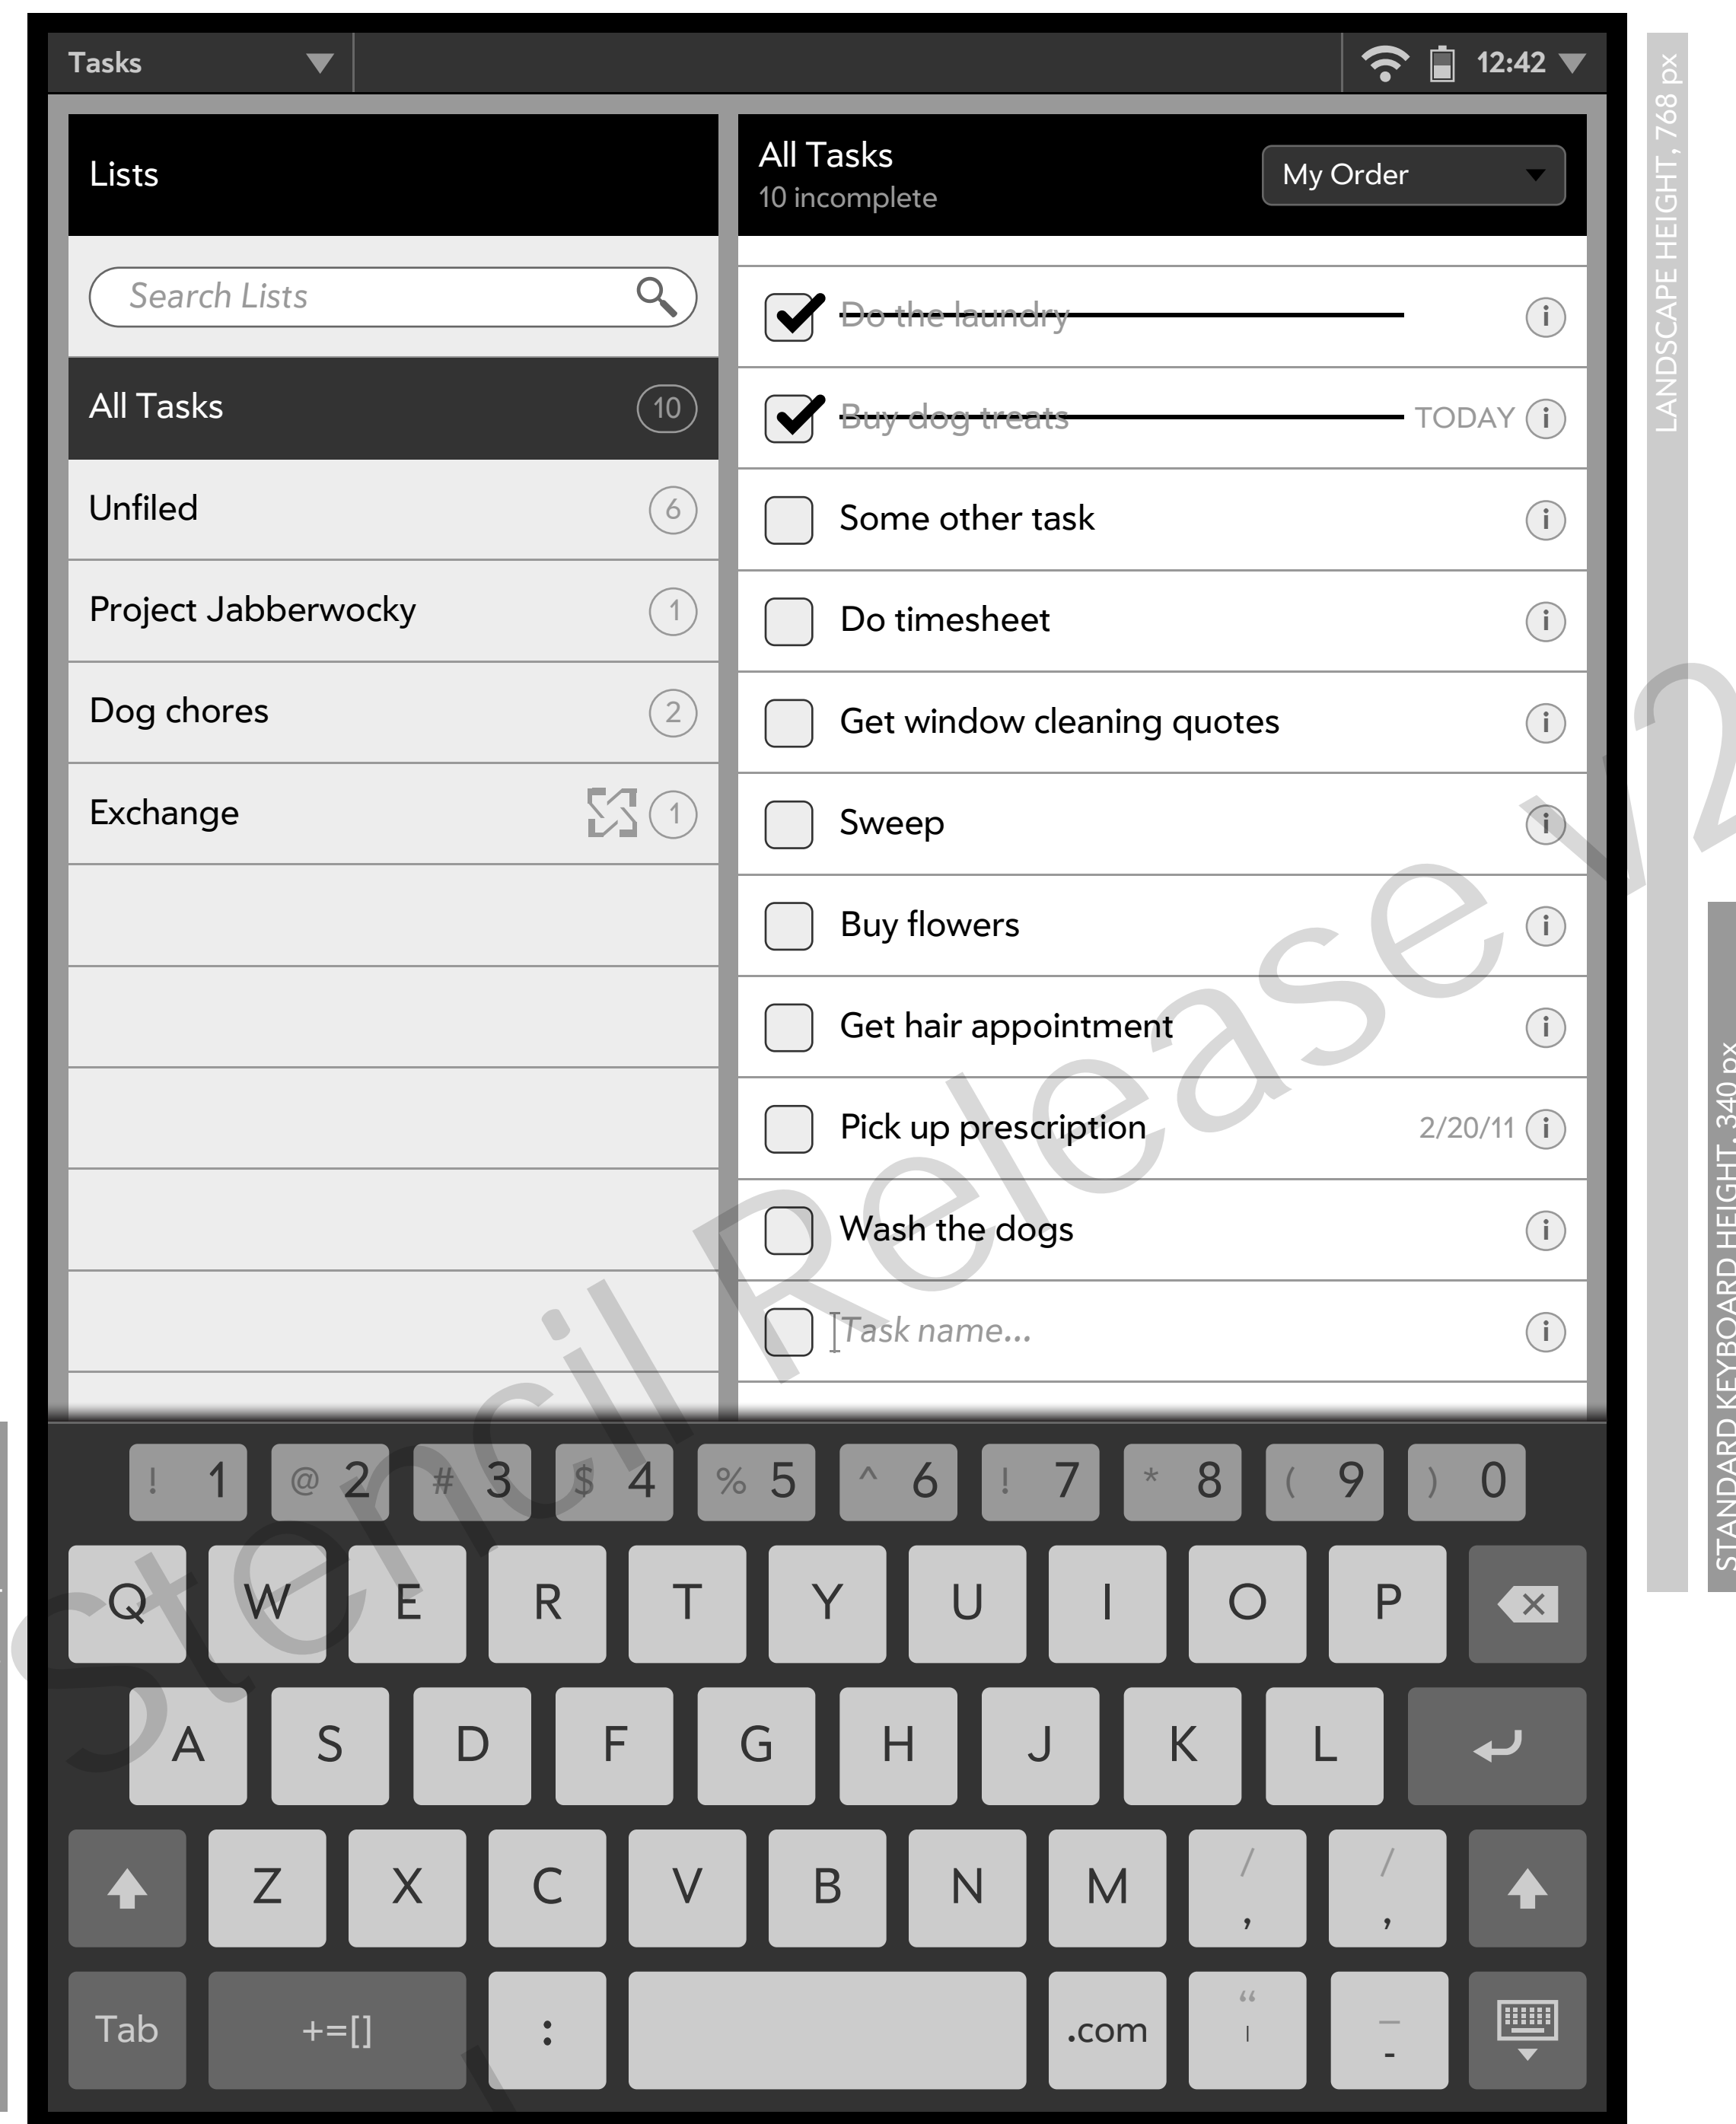 Tasks
12:42
Lists
All Tasks
10 incomplete
My Order
Search Lists
All Tasks 10
Unfiled 6
Project Jabberwocky 1
Dog chores 2
Exchange 1
Do the laundry i
Buy dog treats TODAY i
Some other task i
Do timesheet i
Get window cleaning quotes i
Sweep i
Buy flowers i
Get hair appointment i
Pick up prescription 2/20/11 i
Wash the dogs i
Task name... i
! 1 @ 2 # 3 $ 4 % 5 ^ 6 ! 7 * 8 ( 9 ) 0
Q W E R T Y U I O P
A S D F G H J K L
Z X C V B N M / , / ,
Tab +=[] : .com “ ' _ -
LANDSCAPE HEIGHT, 768 px
STANDARD KEYBOARD HEIGHT, 340 px
Stencil Release v2